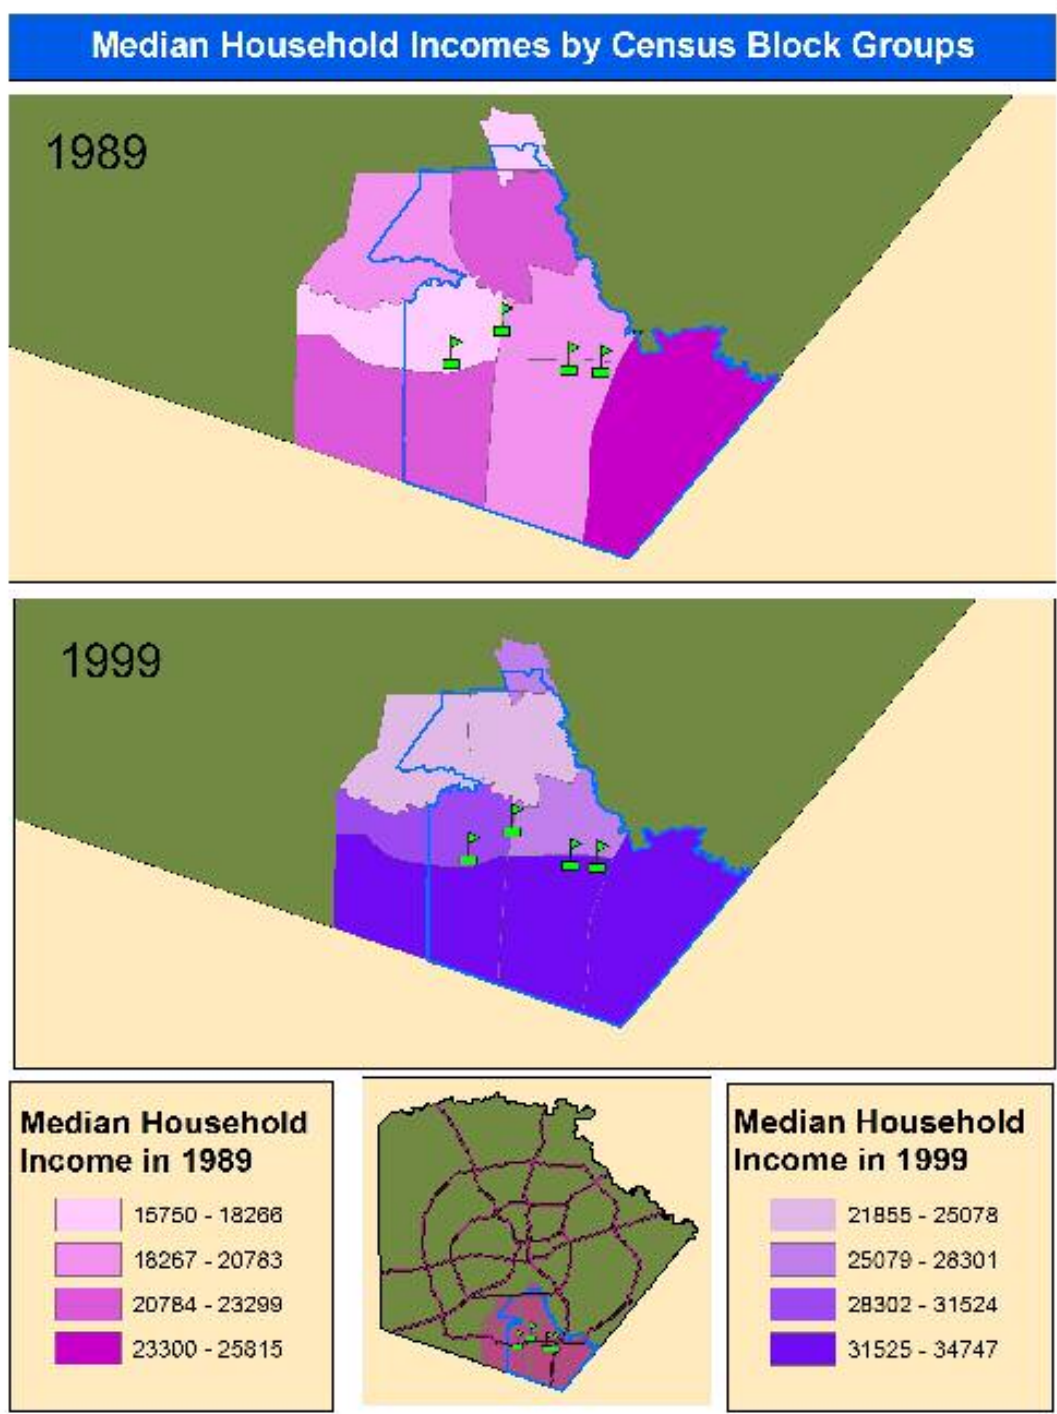 Median Household Incomes by Census Block Groups
1989
1999
Median Household
Income in 1989
15750 - 18266
18267 - 20783
20784 - 23299
23300 - 25815
Median Household
Income in 1999
21855 - 25078
25079 - 28301
28302 - 31524
31525 - 34747